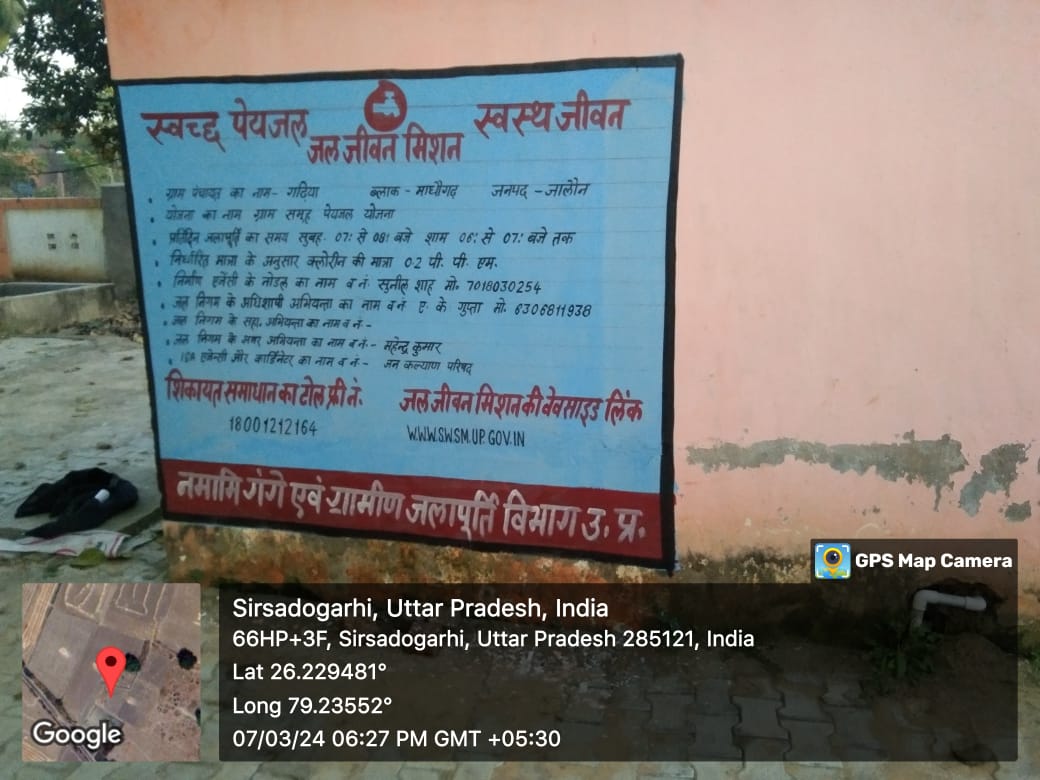 स्वच्छ पेयजल
स्वस्थ जीवन
जल जीवन मिशन
• ग्राम पंचायत का नाम- गढ़िया ब्लाक - माधौगढ़ जनपद - जालौन
• योजना का नाम ग्राम समूह पेयजल योजना
• प्रतिदिन जलापूर्ति का समय सुबह. 07: से 08: बजे शाम 06: से 07: बजे तक
• निर्धारित मात्रा के अनुसार क्लोरीन की मात्रा 0.2 पी. पी. एम.
• निर्माण एजेंसी के नोडल का नाम व नं. सुनील शाह मो. 7018030254
• जल निगम के अधिशाषी अभियन्ता का नाम व नं ए. के गुप्ता मो. 6306811938
• जल निगम के सहा. अभियन्ता का नाम व नं.-
• जल निगम के अवर अभियन्ता का नाम व नं.- महेन्द्र कुमार
• ISA एजेन्सी और कार्डिनेटर का नाम व नं.- जन कल्याण परिषद
शिकायत समाधान का टोल फ्री नं.
18001212164
जल जीवन मिशन की वेवसाइड लिंक
WWW.SWSM.UP.GOV.IN
नमामि गंगे एवं ग्रामीण जलापूर्ति विभाग उ. प्र.
GPS Map Camera
Sirsadogarhi, Uttar Pradesh, India
66HP+3F, Sirsadogarhi, Uttar Pradesh 285121, India
Lat 26.229481°
Long 79.23552°
07/03/24 06:27 PM GMT +05:30
Google